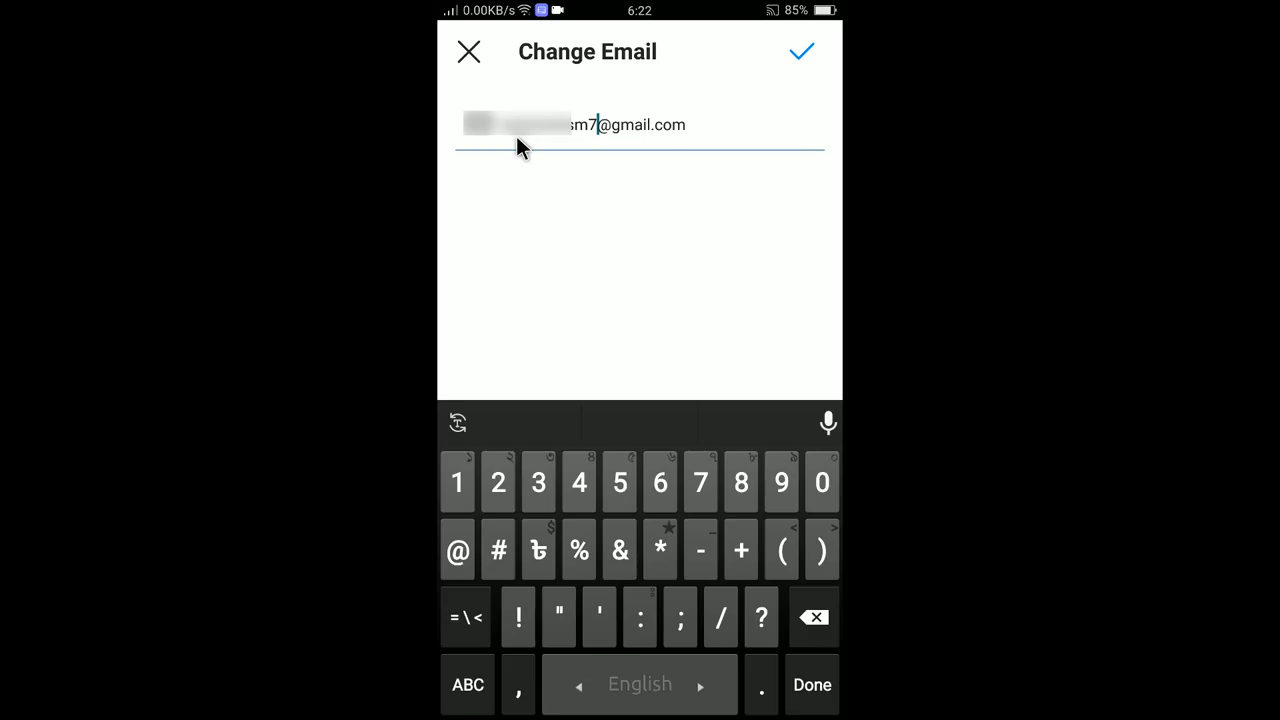 0.00KB/s 6:22 85%
Change Email
sm7@gmail.com
1 2 3 4 5 6 7 8 9 0
@ # ৳ % & * - + ( )
=\< ! " ' : ; / ?
ABC , English . Done